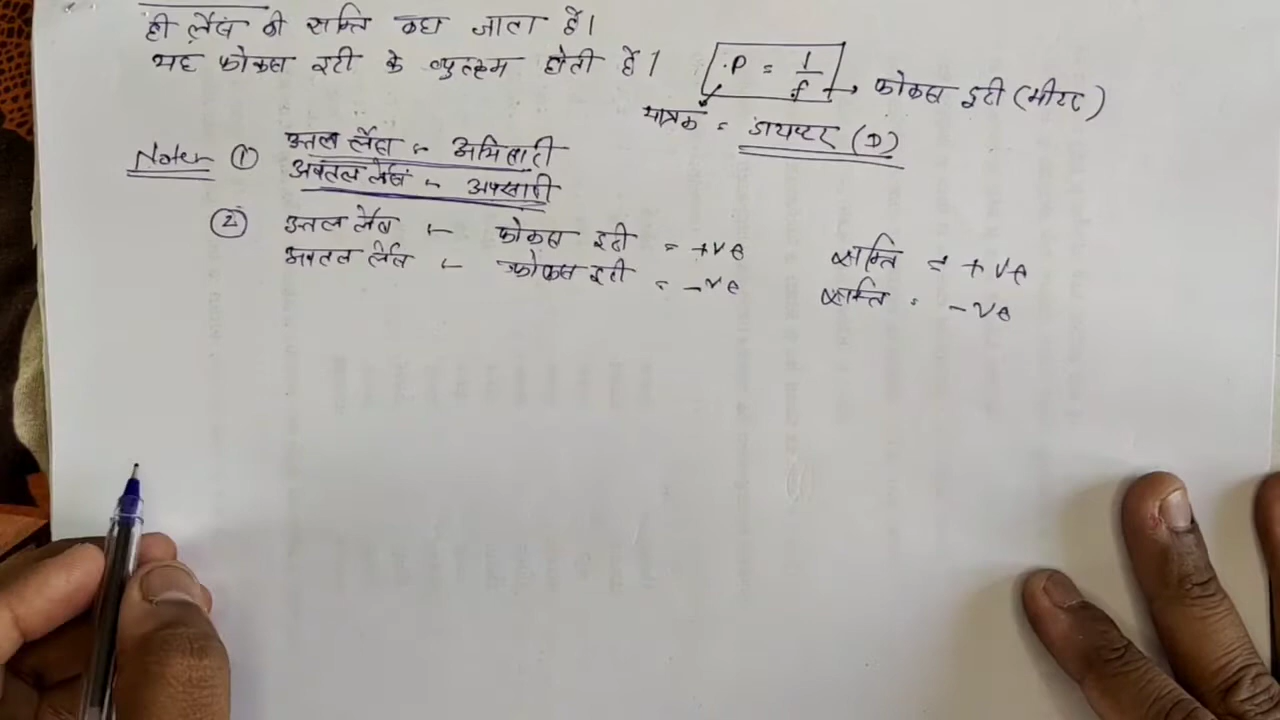 ही लैंस की शक्ति कहा जाता है।
यह फोकस दूरी के व्युत्क्रम होती है। P = 1/f → फोकस दूरी (मीटर)
मात्रक = डायप्टर (D)
Note:- ① उत्तल लैंस :- अभिसारी
अवतल लैंस :- अपसारी
② उत्तल लैंस :- फोकस दूरी = +ve शक्ति = +ve
अवतल लैंस :- फोकस दूरी = -ve शक्ति = -ve